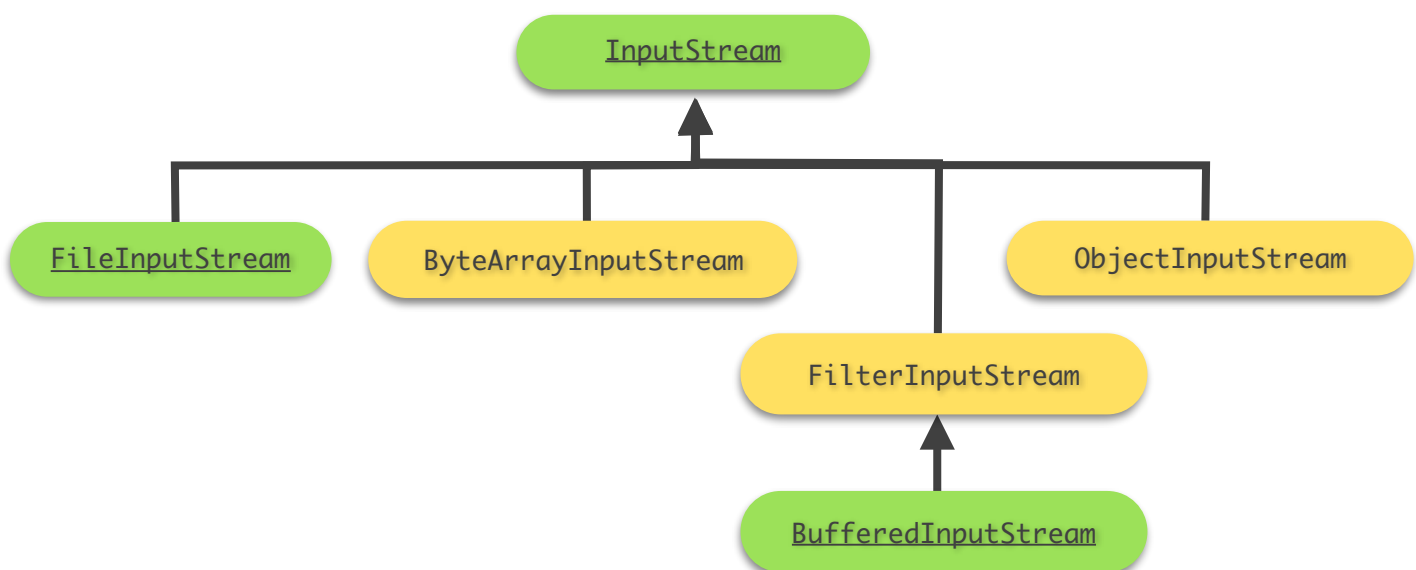 InputStream
FileInputStream
ByteArrayInputStream
ObjectInputStream
FilterInputStream
BufferedInputStream